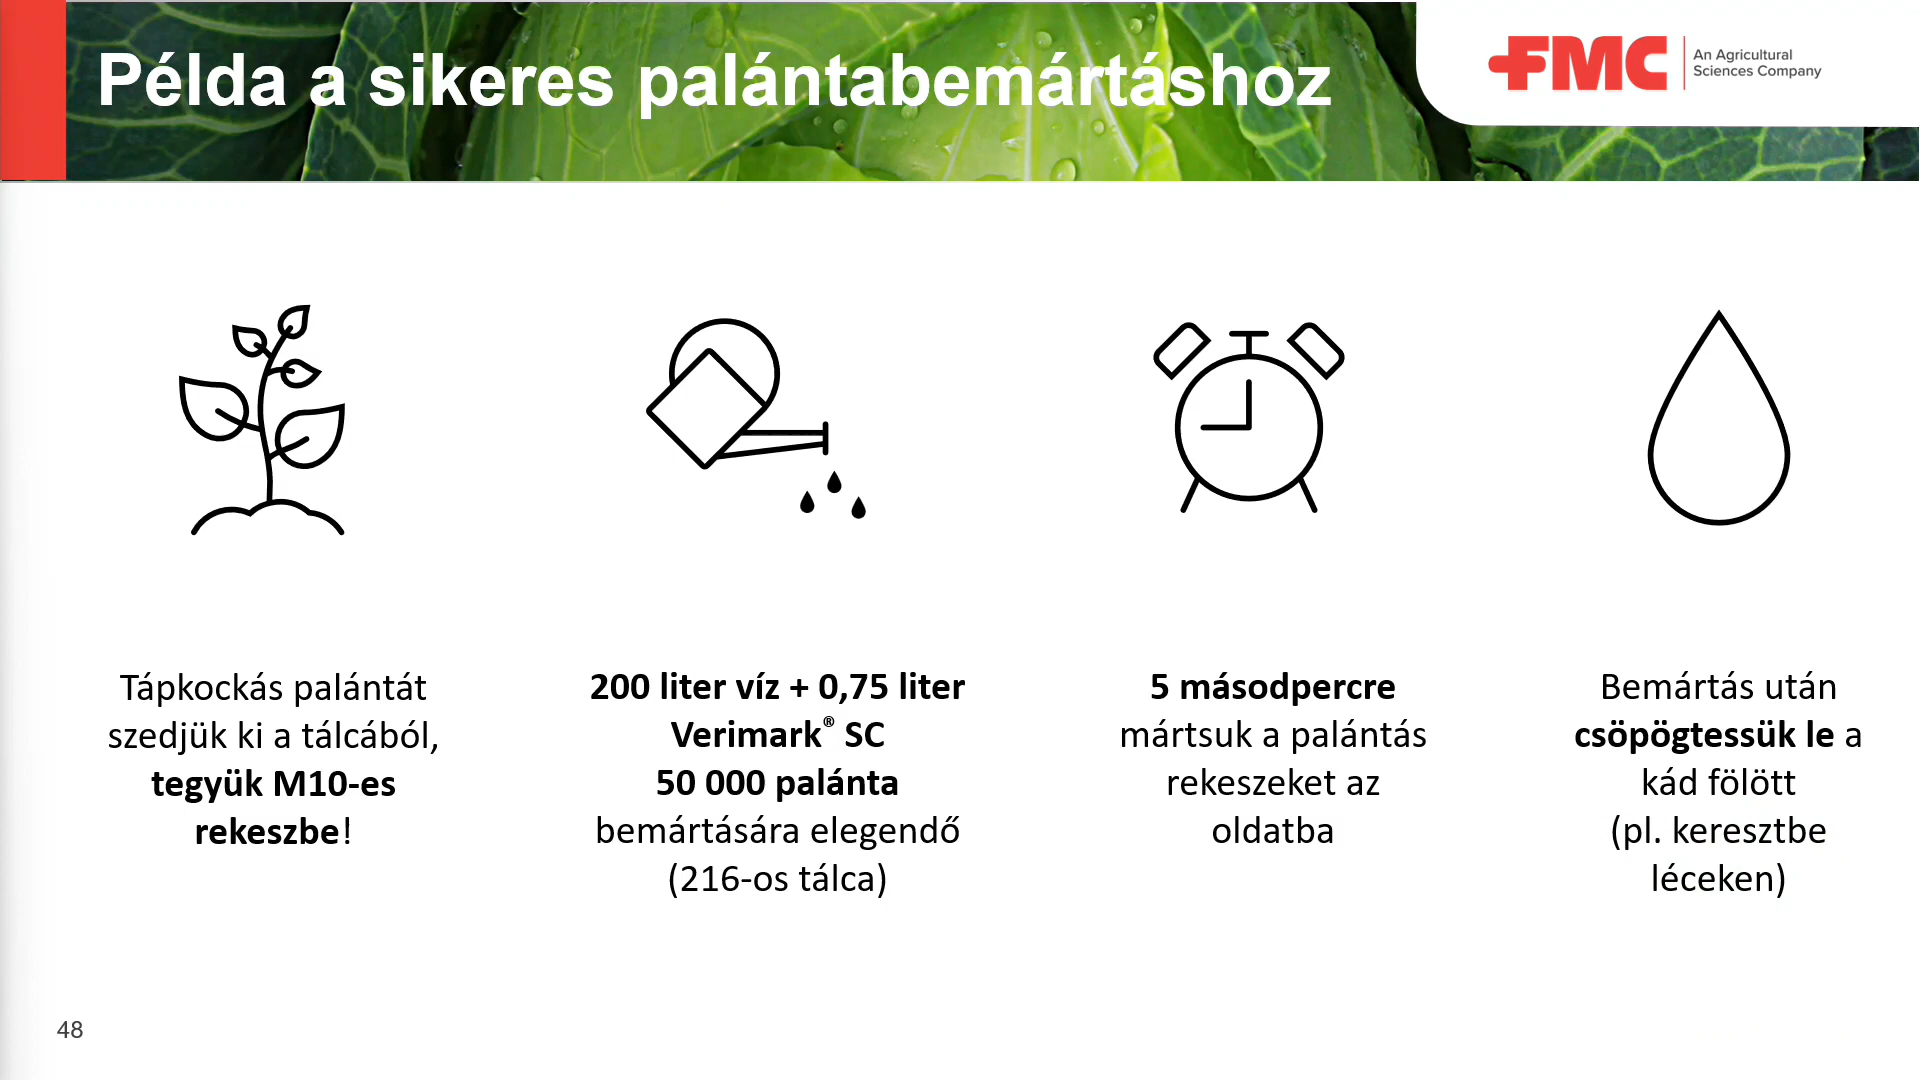 Példa a sikeres palántabemártáshoz
FMC
An Agricultural
Sciences Company
Tápkockás palántát
szedjük ki a tálcából,
tegyük M10-es
rekeszbe!
200 liter víz + 0,75 liter
Verimark® SC
50 000 palánta
bemártására elegendő
(216-os tálca)
5 másodpercre
mártsuk a palántás
rekeszeket az
oldatba
Bemártás után
csöpögtessük le a
kád fölött
(pl. keresztbe
léceken)
48